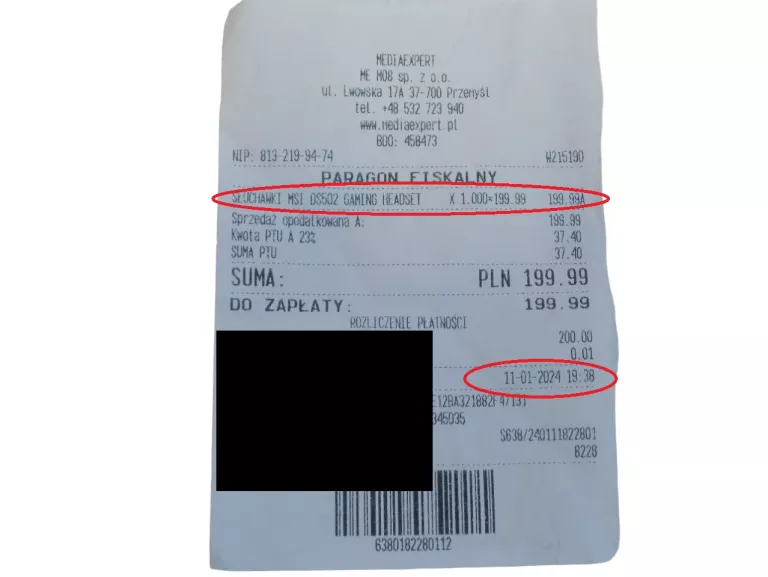 MEDIAEXPERT
ME M08 sp. z o.o.
ul. Lwowska 17A 37-700 Przemyśl
tel. +48 532 723 940
www.mediaexpert.pl
BDO: 458473
NIP: 813-219-94-74 W215190
PARAGON FISKALNY
SŁUCHAWKI MSI DS502 GAMING HEADSET X 1.000×199.99 199.99A
Sprzedaż opodatkowana A: 199.99
Kwota PTU A 23% 37.40
SUMA PTU 37.40
SUMA: PLN 199.99
DO ZAPŁATY: 199.99
ROZLICZENIE PŁATNOŚCI
200.00
0.01
11-01-2024 19:38
E12BA321882F47131
345D35
S638/240111822801
8228
6380182280112